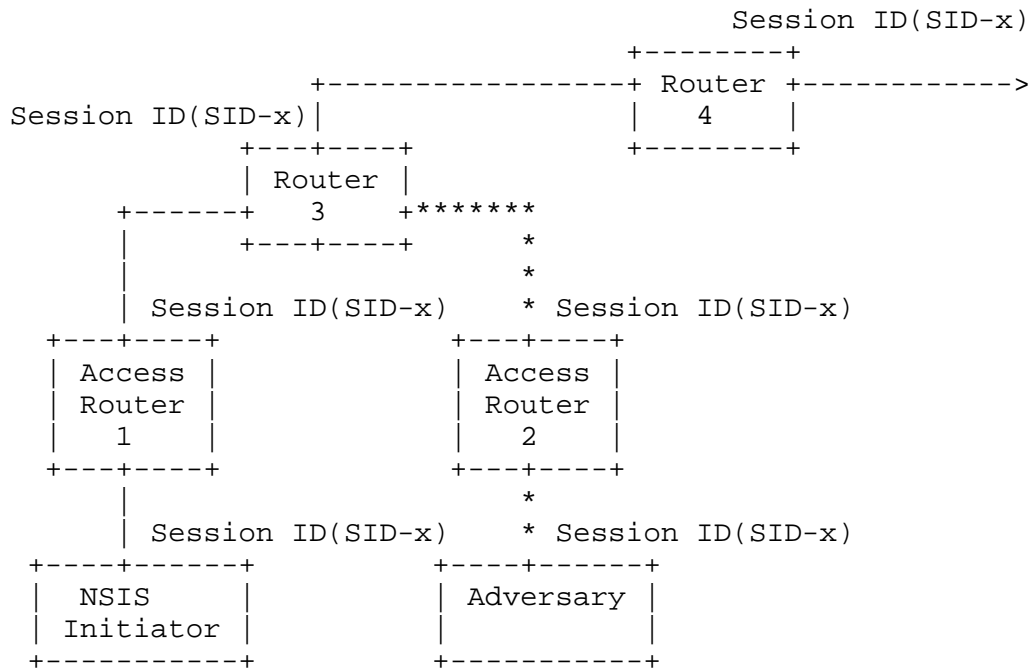 Session ID(SID-x)
Router
4
Session ID(SID-x)
Router
3
Session ID(SID-x) Session ID(SID-x)
Access Access
Router Router
1 2
Session ID(SID-x) Session ID(SID-x)
NSIS Adversary
Initiator